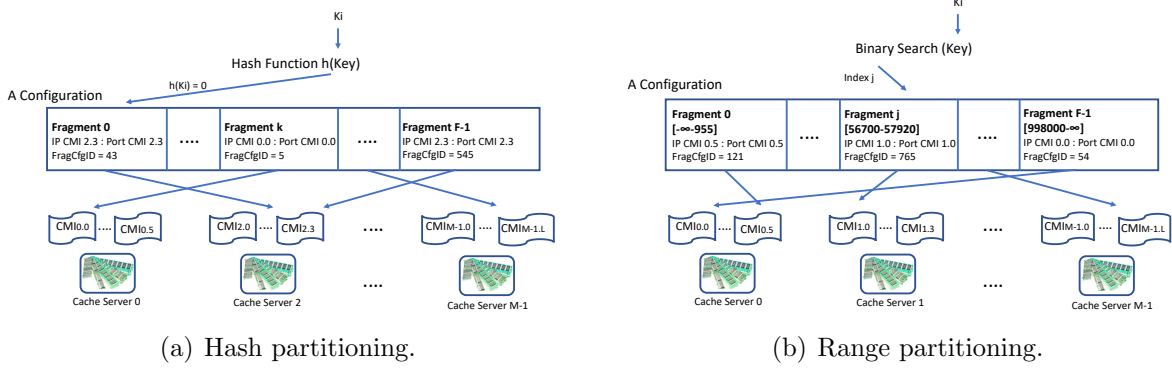 Ki
Hash Function h(Key)
h(Ki) = 0
A Configuration
Fragment 0
IP CMI 2.3 : Port CMI 2.3
FragCfgID = 43
....
Fragment k
IP CMI 0.0 : Port CMI 0.0
FragCfgID = 5
....
Fragment F-1
IP CMI 2.3 : Port CMI 2.3
FragCfgID = 545
CMI0.0 .... CMI0.5
CMI2.0 .... CMI2.3
....
CMIM-1.0 .... CMIM-1.L
Cache Server 0
Cache Server 2
....
Cache Server M-1
(a) Hash partitioning.
Ki
Binary Search (Key)
Index j
A Configuration
Fragment 0
[-∞-955]
IP CMI 0.5 : Port CMI 0.5
FragCfgID = 121
....
Fragment j
[56700-57920]
IP CMI 1.0 : Port CMI 1.0
FragCfgID = 765
....
Fragment F-1
[998000-∞]
IP CMI 0.0 : Port CMI 0.0
FragCfgID = 54
CMI0.0 .... CMI0.5
CMI1.0 .... CMI1.3
....
CMIM-1.0 .... CMIM-1.L
Cache Server 0
Cache Server 1
....
Cache Server M-1
(b) Range partitioning.